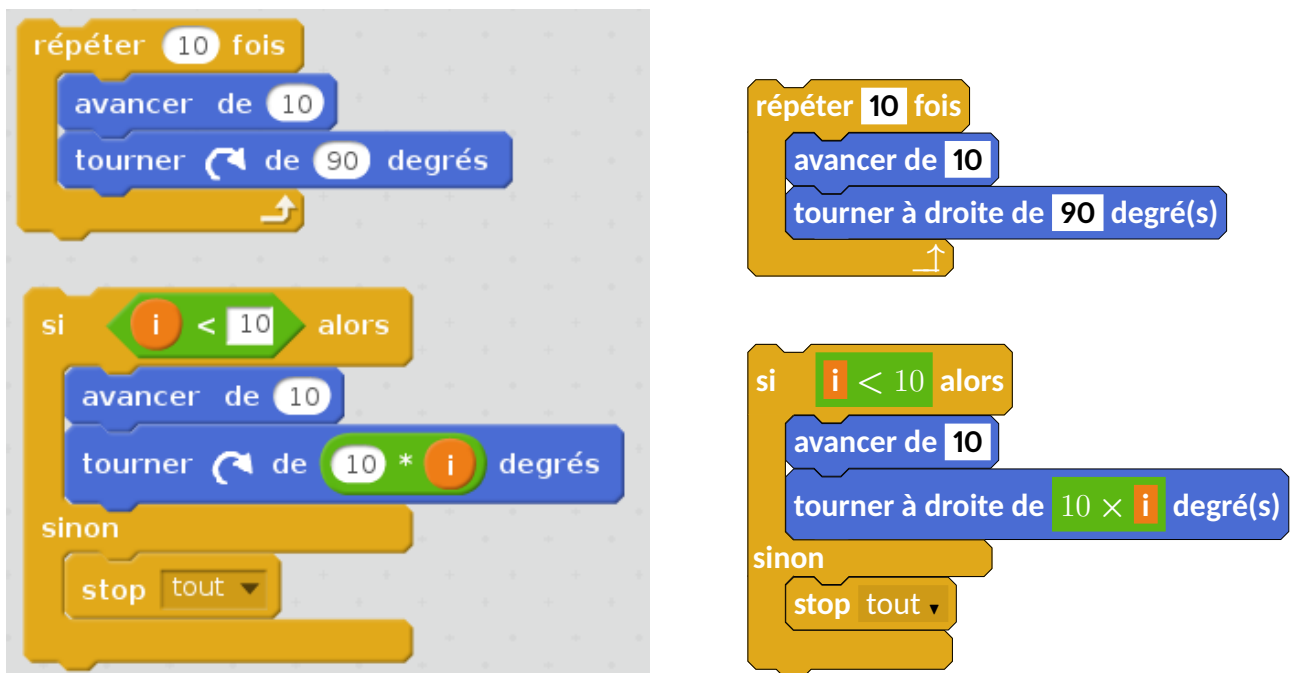 répéter 10 fois
avancer de 10
tourner de 90 degrés
si i < 10 alors
avancer de 10
tourner de 10 * i degrés
sinon
stop tout
répéter 10 fois
avancer de 10
tourner à droite de 90 degré(s)
si i < 10 alors
avancer de 10
tourner à droite de 10 × i degré(s)
sinon
stop tout